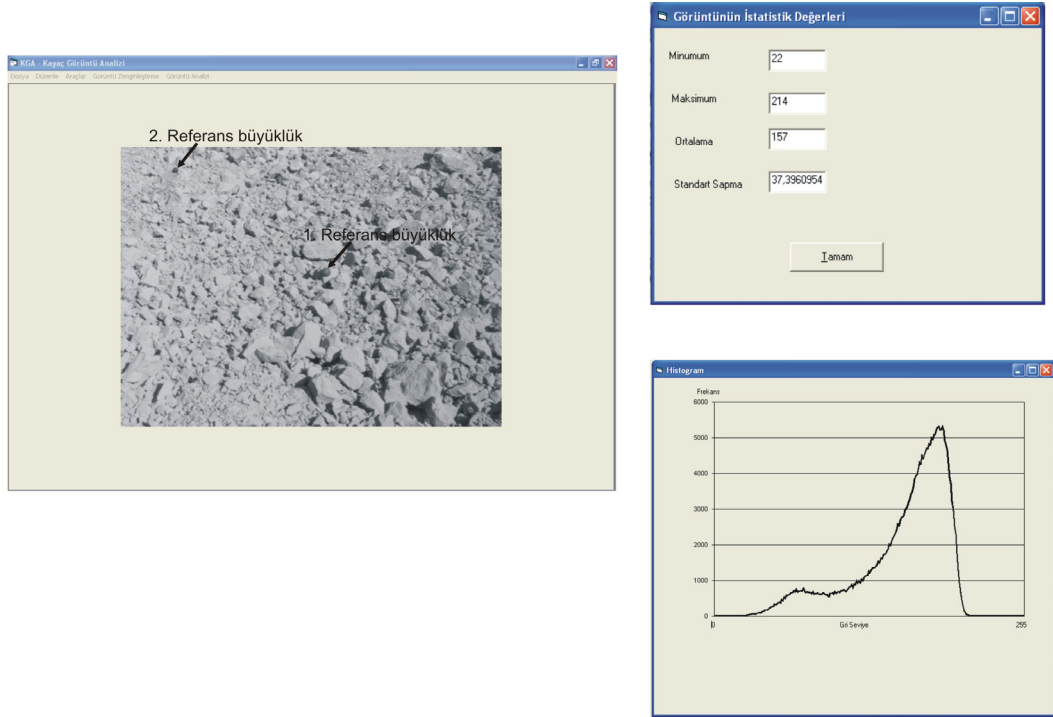 KGA - Kayaç Görüntü Analizi
Dosya Düzenle Araçlar Görüntü Zenginleştirme Görüntü Analizi
2. Referans büyüklük
1. Referans büyüklük
Görüntünün İstatistik Değerleri
Minumum 22
Maksimum 214
Ortalama 157
Standart Sapma 37,3960954
Tamam
Histogram
Frekans
6000
5000
4000
3000
2000
1000
0
0 Gri Seviye 255